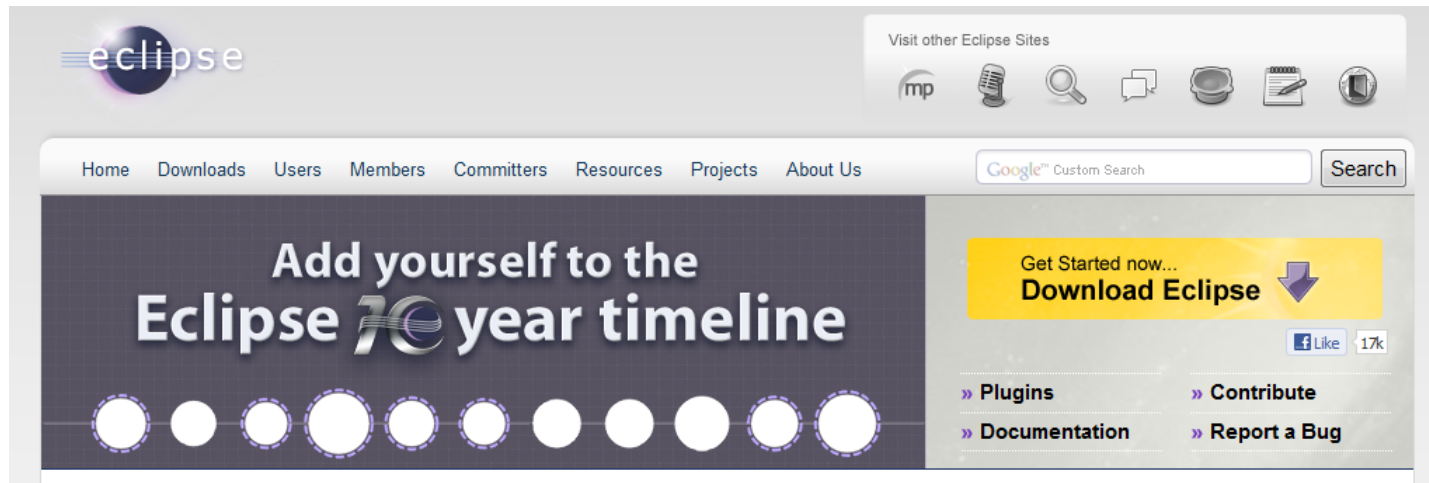 eclipse
Visit other Eclipse Sites
mp
Home Downloads Users Members Committers Resources Projects About Us
Google™ Custom Search
Search
Add yourself to the
Eclipse 10 year timeline
Get Started now...
Download Eclipse
Like 17k
» Plugins
» Contribute
» Documentation
» Report a Bug